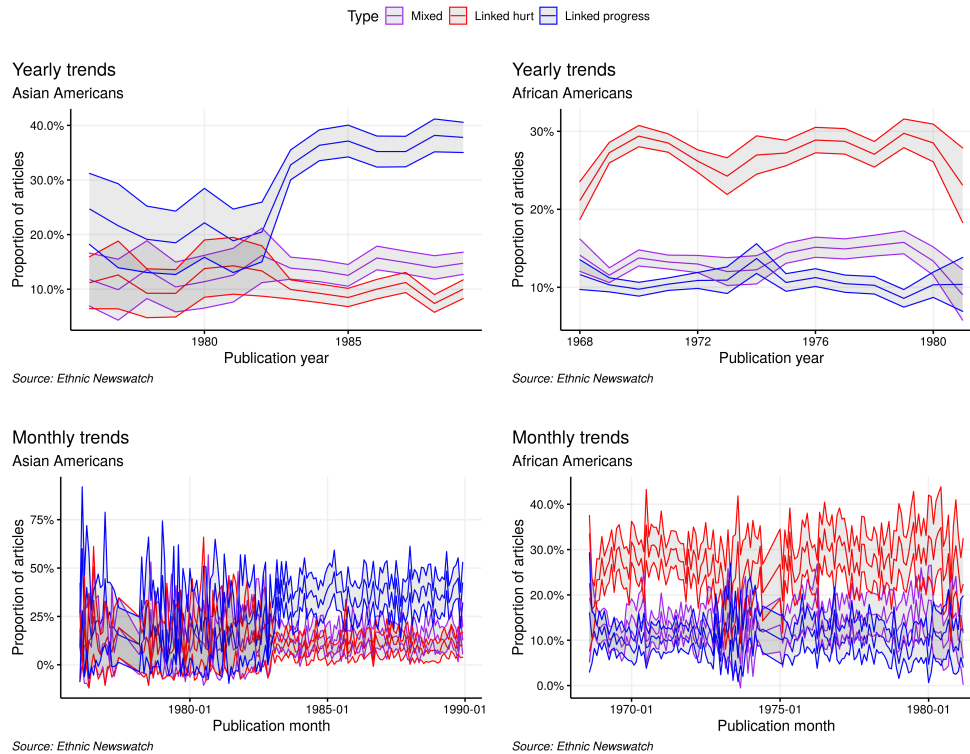 Type Mixed Linked hurt Linked progress
Yearly trends
Asian Americans
Proportion of articles
40.0%
30.0%
20.0%
10.0%
1980 1985
Publication year
Source: Ethnic Newswatch
Yearly trends
African Americans
Proportion of articles
30%
20%
10%
1968 1972 1976 1980
Publication year
Source: Ethnic Newswatch
Monthly trends
Asian Americans
Proportion of articles
75%
50%
25%
0%
1980-01 1985-01 1990-01
Publication month
Source: Ethnic Newswatch
Monthly trends
African Americans
Proportion of articles
40.0%
30.0%
20.0%
10.0%
0.0%
1970-01 1975-01 1980-01
Publication month
Source: Ethnic Newswatch